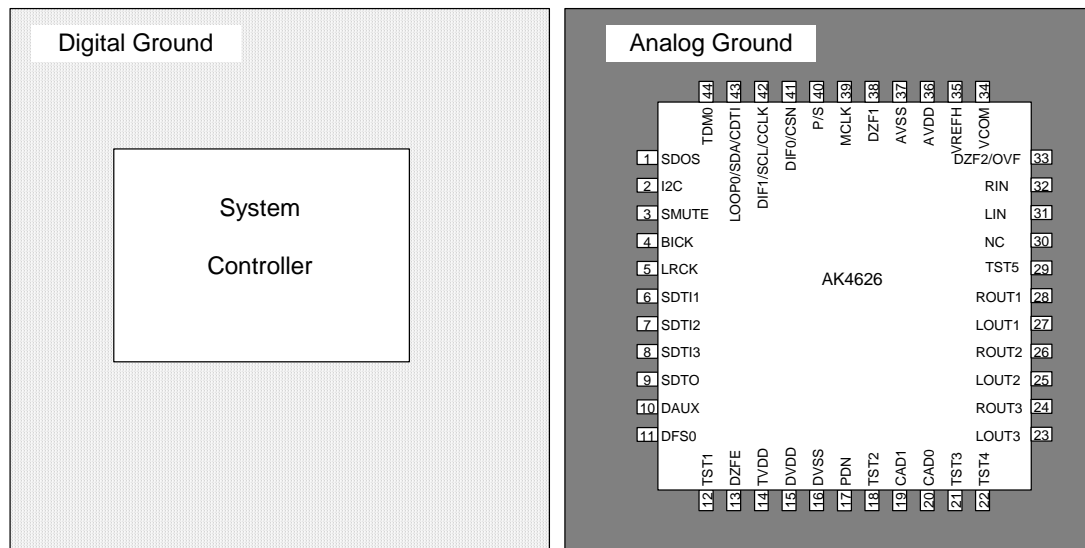 Digital Ground
Analog Ground
System
Controller
AK4626
44 TDM0
43 LOOP0/SDA/CDTI
42 DIF1/SCL/CCLK
41 DIF0/CSN
40 P/S
39 MCLK
38 DZF1
37 AVSS
36 AVDD
35 VREFH
34 VCOM
1 SDOS
2 I2C
3 SMUTE
4 BICK
5 LRCK
6 SDTI1
7 SDTI2
8 SDTI3
9 SDTO
10 DAUX
11 DFS0
DZF2/OVF 33
RIN 32
LIN 31
NC 30
TST5 29
ROUT1 28
LOUT1 27
ROUT2 26
LOUT2 25
ROUT3 24
LOUT3 23
12 TST1
13 DZFE
14 TVDD
15 DVDD
16 DVSS
17 PDN
18 TST2
19 CAD1
20 CAD0
21 TST3
22 TST4